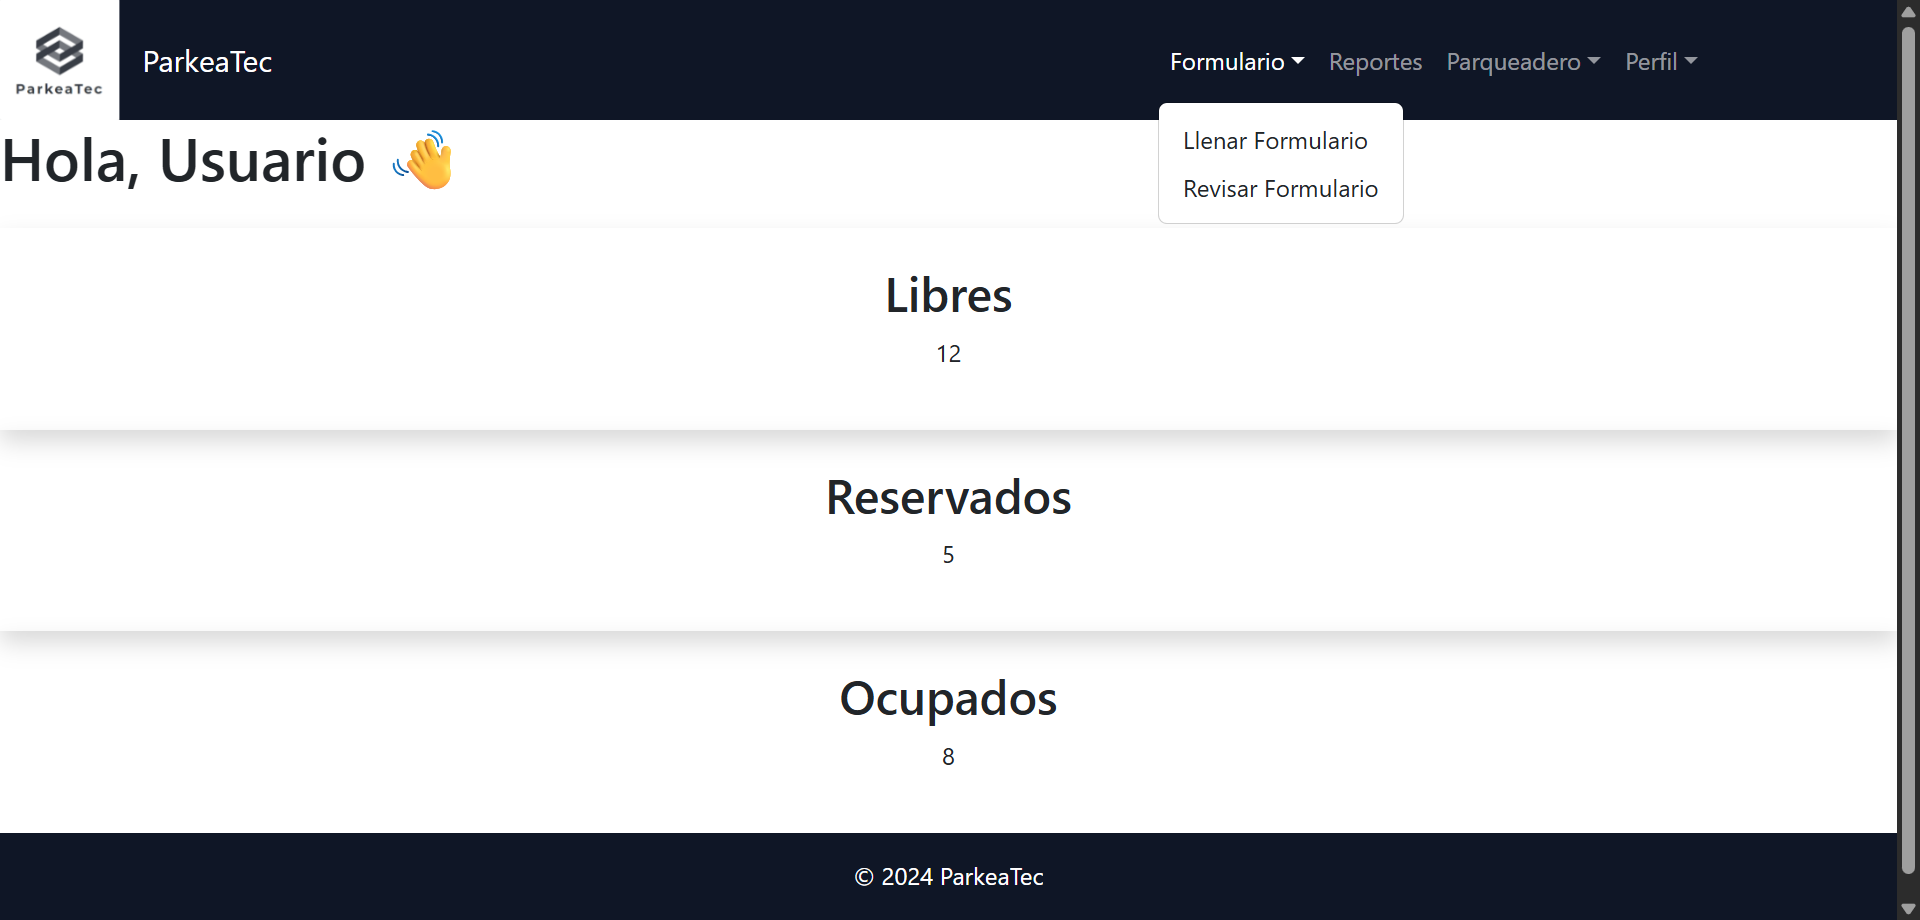 ParkeaTec
ParkeaTec
Formulario
Reportes
Parqueadero
Perfil
Llenar Formulario
Revisar Formulario
Hola, Usuario 👋
Libres
12
Reservados
5
Ocupados
8
© 2024 ParkeaTec